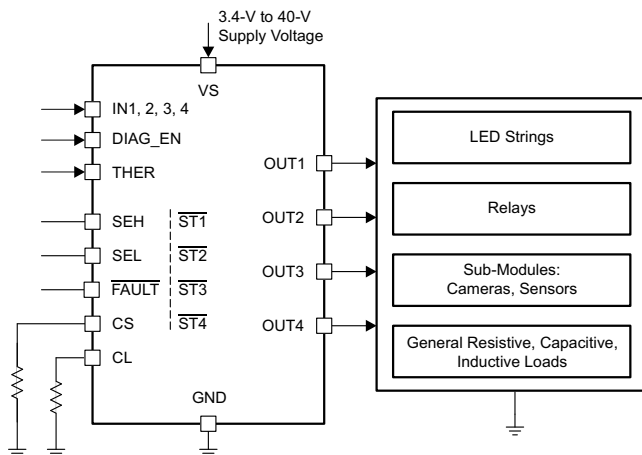 3.4-V to 40-V
Supply Voltage
VS
IN1, 2, 3, 4
DIAG_EN
THER
SEH
SEL
FAULT
CS
CL
ST1
ST2
ST3
ST4
GND
OUT1
OUT2
OUT3
OUT4
LED Strings
Relays
Sub-Modules:
Cameras, Sensors
General Resistive, Capacitive,
Inductive Loads